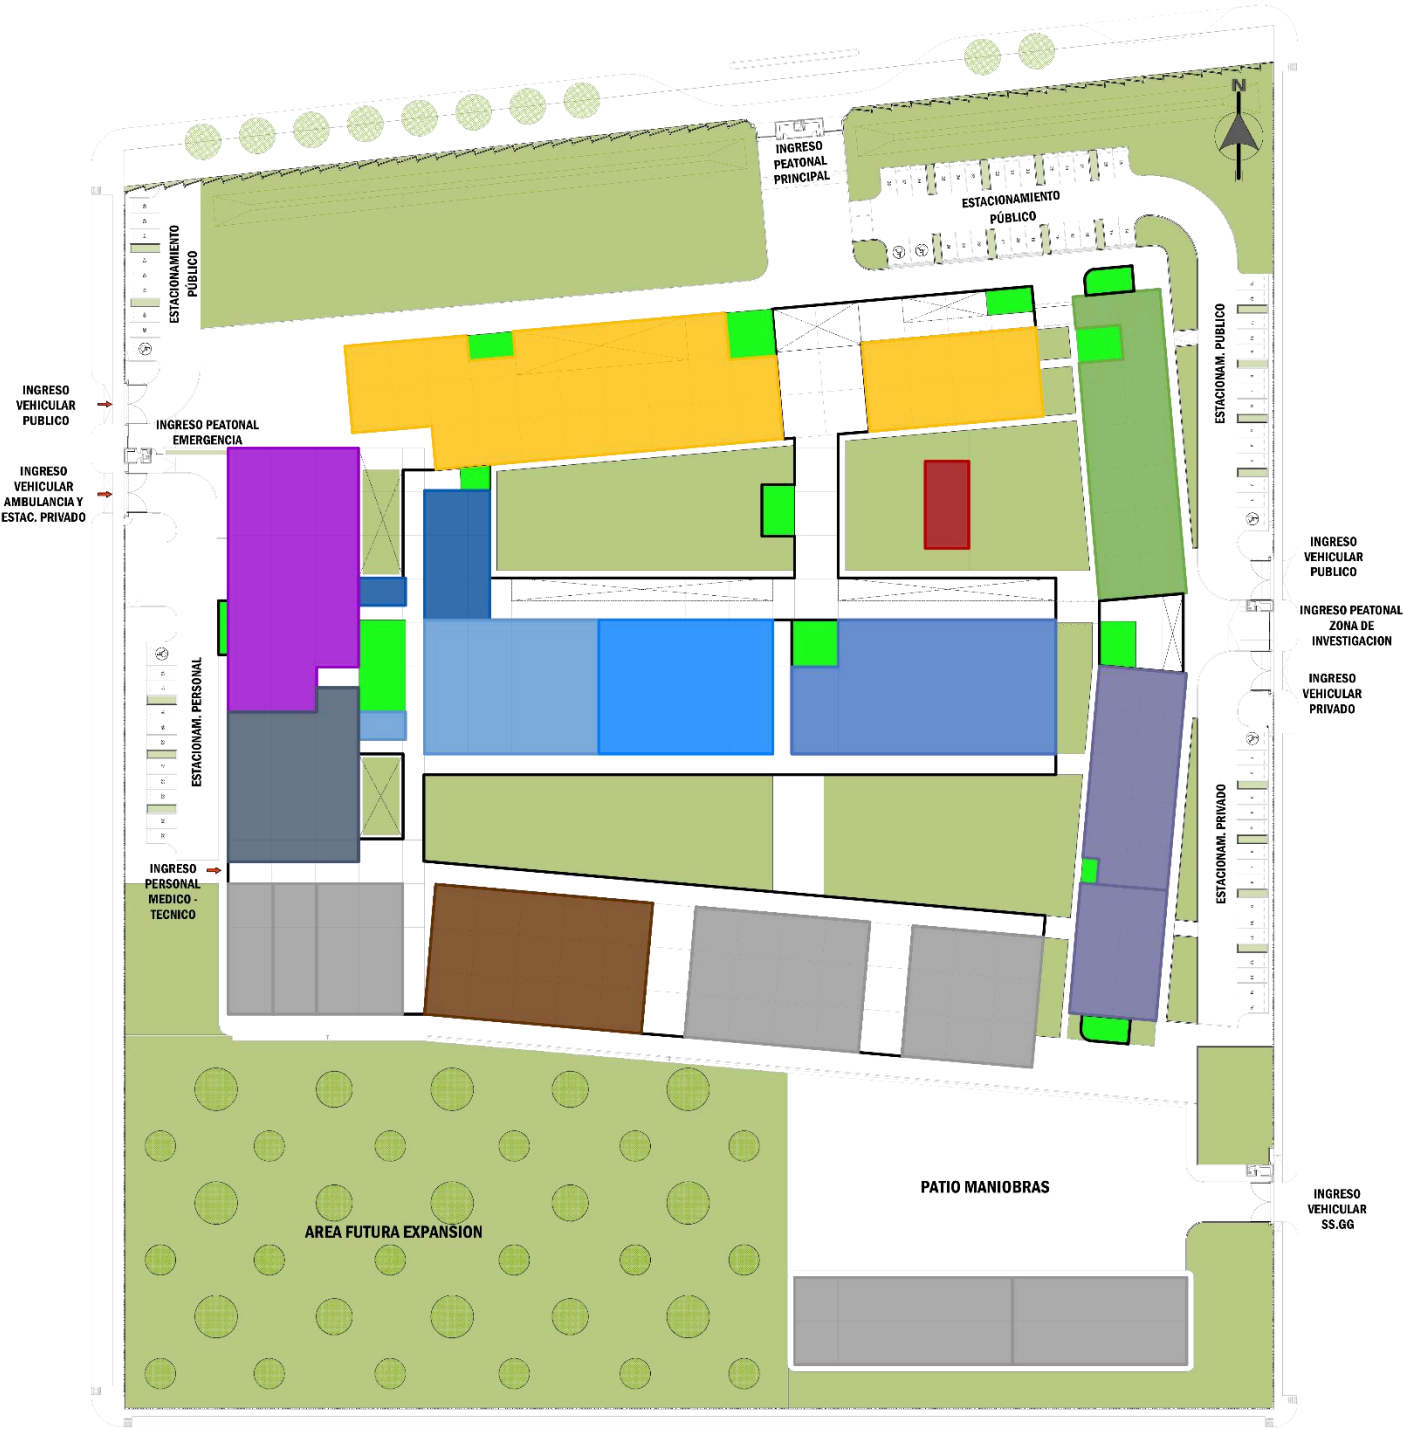 N
INGRESO
PEATONAL
PRINCIPAL
ESTACIONAMIENTO
PÚBLICO
ESTACIONAMIENTO
PÚBLICO
ESTACIONAM. PUBLICO
INGRESO
VEHICULAR
PUBLICO
INGRESO PEATONAL
EMERGENCIA
INGRESO
VEHICULAR
AMBULANCIA Y
ESTAC. PRIVADO
INGRESO
VEHICULAR
PUBLICO
INGRESO PEATONAL
ZONA DE
INVESTIGACION
INGRESO
VEHICULAR
PRIVADO
ESTACIONAM. PERSONAL
ESTACIONAM. PRIVADO
INGRESO
PERSONAL
MEDICO -
TECNICO
PATIO MANIOBRAS
INGRESO
VEHICULAR
SS.GG
AREA FUTURA EXPANSION